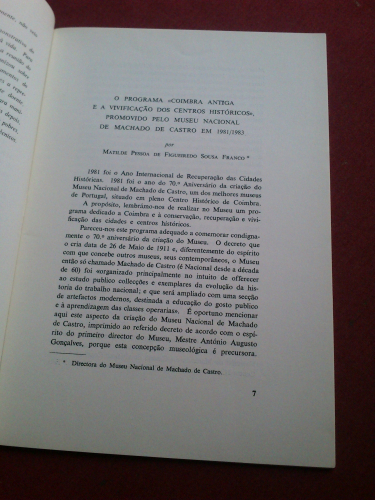 O PROGRAMA «COIMBRA ANTIGA
E A VIVIFICAÇÃO DOS CENTROS HISTÓRICOS»,
PROMOVIDO PELO MUSEU NACIONAL
DE MACHADO DE CASTRO EM 1981/1983
por
MATILDE PESSOA DE FIGUEIREDO SOUSA FRANCO *
1981 foi o Ano Internacional de Recuperação das Cidades
Históricas. 1981 foi o ano do 70.º Aniversário da criação do
Museu Nacional de Machado de Castro, um dos melhores museus
de Portugal, situado em pleno Centro Histórico de Coimbra.
A propósito, lembrámo-nos de realizar no Museu um pro-
grama dedicado a Coimbra e à conservação, recuperação e vivi-
ficação das cidades e centros históricos.
Pareceu-nos este programa adequado a comemorar condigna-
mente o 70.º aniversário da criação do Museu. O decreto que
o cria data de 26 de Maio de 1911 e, diferentemente do espírito
com que concebe outros museus, seus contemporâneos, o Museu
então só chamado Machado de Castro (é Nacional desde a década
de 60) foi «organizado principalmente no intuito de offerecer
ao estudo publico collecções e exemplares da evolução da his-
toria do trabalho nacional; e que será ampliado com uma secção
de artefactos modernos, destinada a educação do gosto publico
e à aprendizagem das classes operarias». É oportuno mencionar
aqui este aspecto da criação do Museu Nacional de Machado
de Castro, imprimido ao referido decreto de acordo com o espí-
rito do primeiro director do Museu, Mestre António Augusto
Gonçalves, porque esta concepção museológica é precursora.
* Directora do Museu Nacional de Machado de Castro.
7